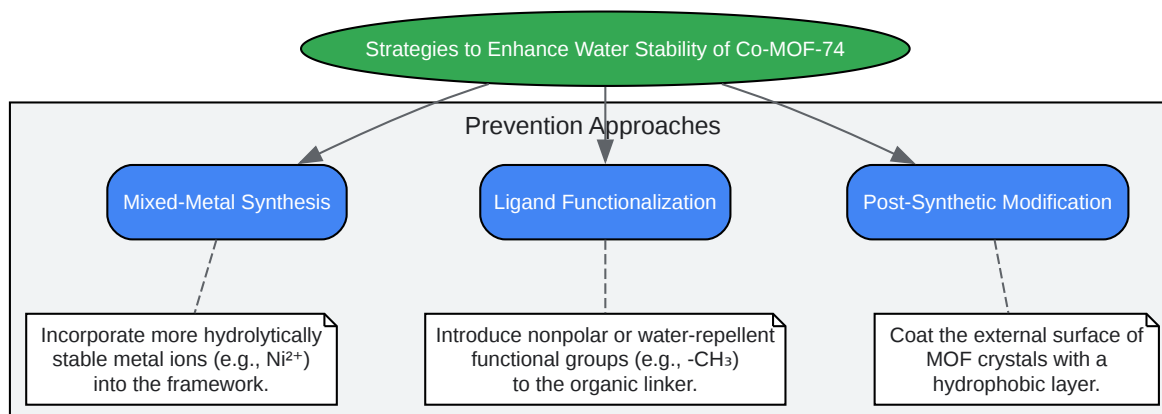 Strategies to Enhance Water Stability of Co-MOF-74
Prevention Approaches
Mixed-Metal Synthesis
Ligand Functionalization
Post-Synthetic Modification
Incorporate more hydrolytically
stable metal ions (e.g., Ni²⁺)
into the framework.
Introduce nonpolar or water-repellent
functional groups (e.g., -CH₃)
to the organic linker.
Coat the external surface of
MOF crystals with a
hydrophobic layer.